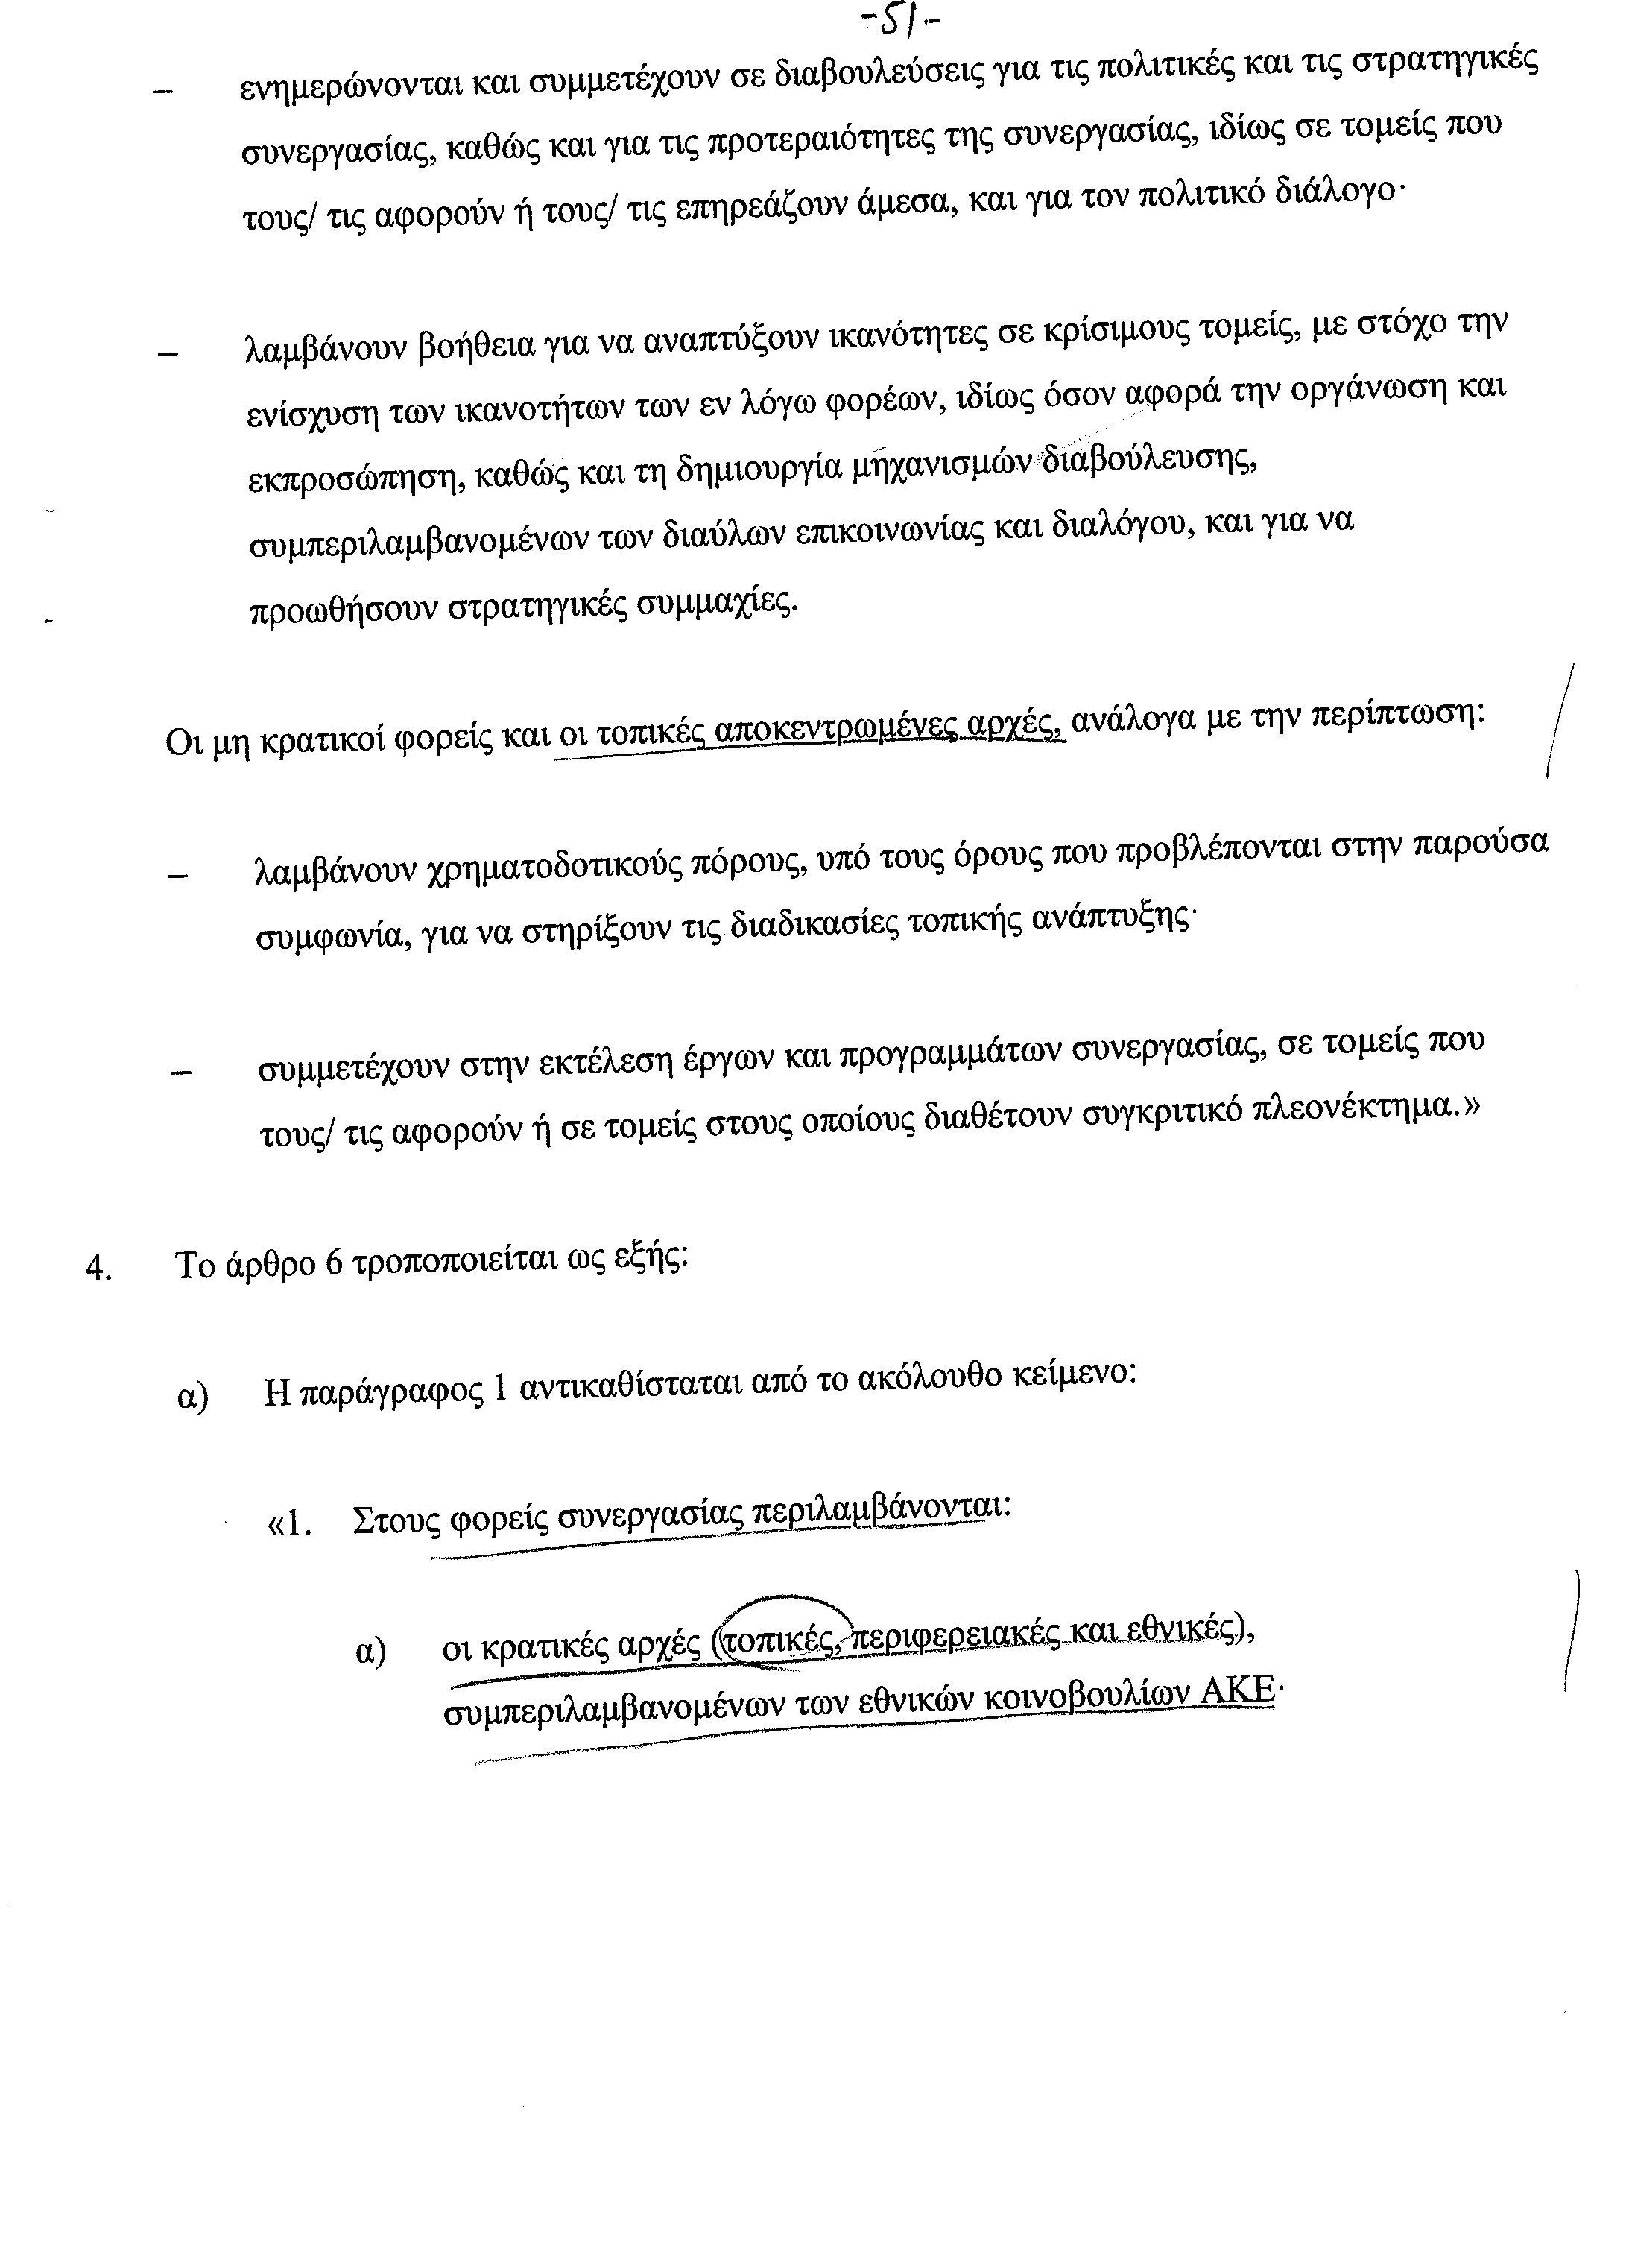 -51-
– ενημερώνονται και συμμετέχουν σε διαβουλεύσεις για τις πολιτικές και τις στρατηγικές
συνεργασίας, καθώς και για τις προτεραιότητες της συνεργασίας, ιδίως σε τομείς που
τους/ τις αφορούν ή τους/ τις επηρεάζουν άμεσα, και για τον πολιτικό διάλογο·
– λαμβάνουν βοήθεια για να αναπτύξουν ικανότητες σε κρίσιμους τομείς, με στόχο την
ενίσχυση των ικανοτήτων των εν λόγω φορέων, ιδίως όσον αφορά την οργάνωση και
εκπροσώπηση, καθώς και τη δημιουργία μηχανισμών διαβούλευσης,
συμπεριλαμβανομένων των διαύλων επικοινωνίας και διαλόγου, και για να
προωθήσουν στρατηγικές συμμαχίες.
Οι μη κρατικοί φορείς και οι τοπικές αποκεντρωμένες αρχές, ανάλογα με την περίπτωση:
– λαμβάνουν χρηματοδοτικούς πόρους, υπό τους όρους που προβλέπονται στην παρούσα
συμφωνία, για να στηρίξουν τις διαδικασίες τοπικής ανάπτυξης·
– συμμετέχουν στην εκτέλεση έργων και προγραμμάτων συνεργασίας, σε τομείς που
τους/ τις αφορούν ή σε τομείς στους οποίους διαθέτουν συγκριτικό πλεονέκτημα.»
4. Το άρθρο 6 τροποποιείται ως εξής:
α) Η παράγραφος 1 αντικαθίσταται από το ακόλουθο κείμενο:
«1. Στους φορείς συνεργασίας περιλαμβάνονται:
α) οι κρατικές αρχές (τοπικές, περιφερειακές και εθνικές),
συμπεριλαμβανομένων των εθνικών κοινοβουλίων ΑΚΕ·